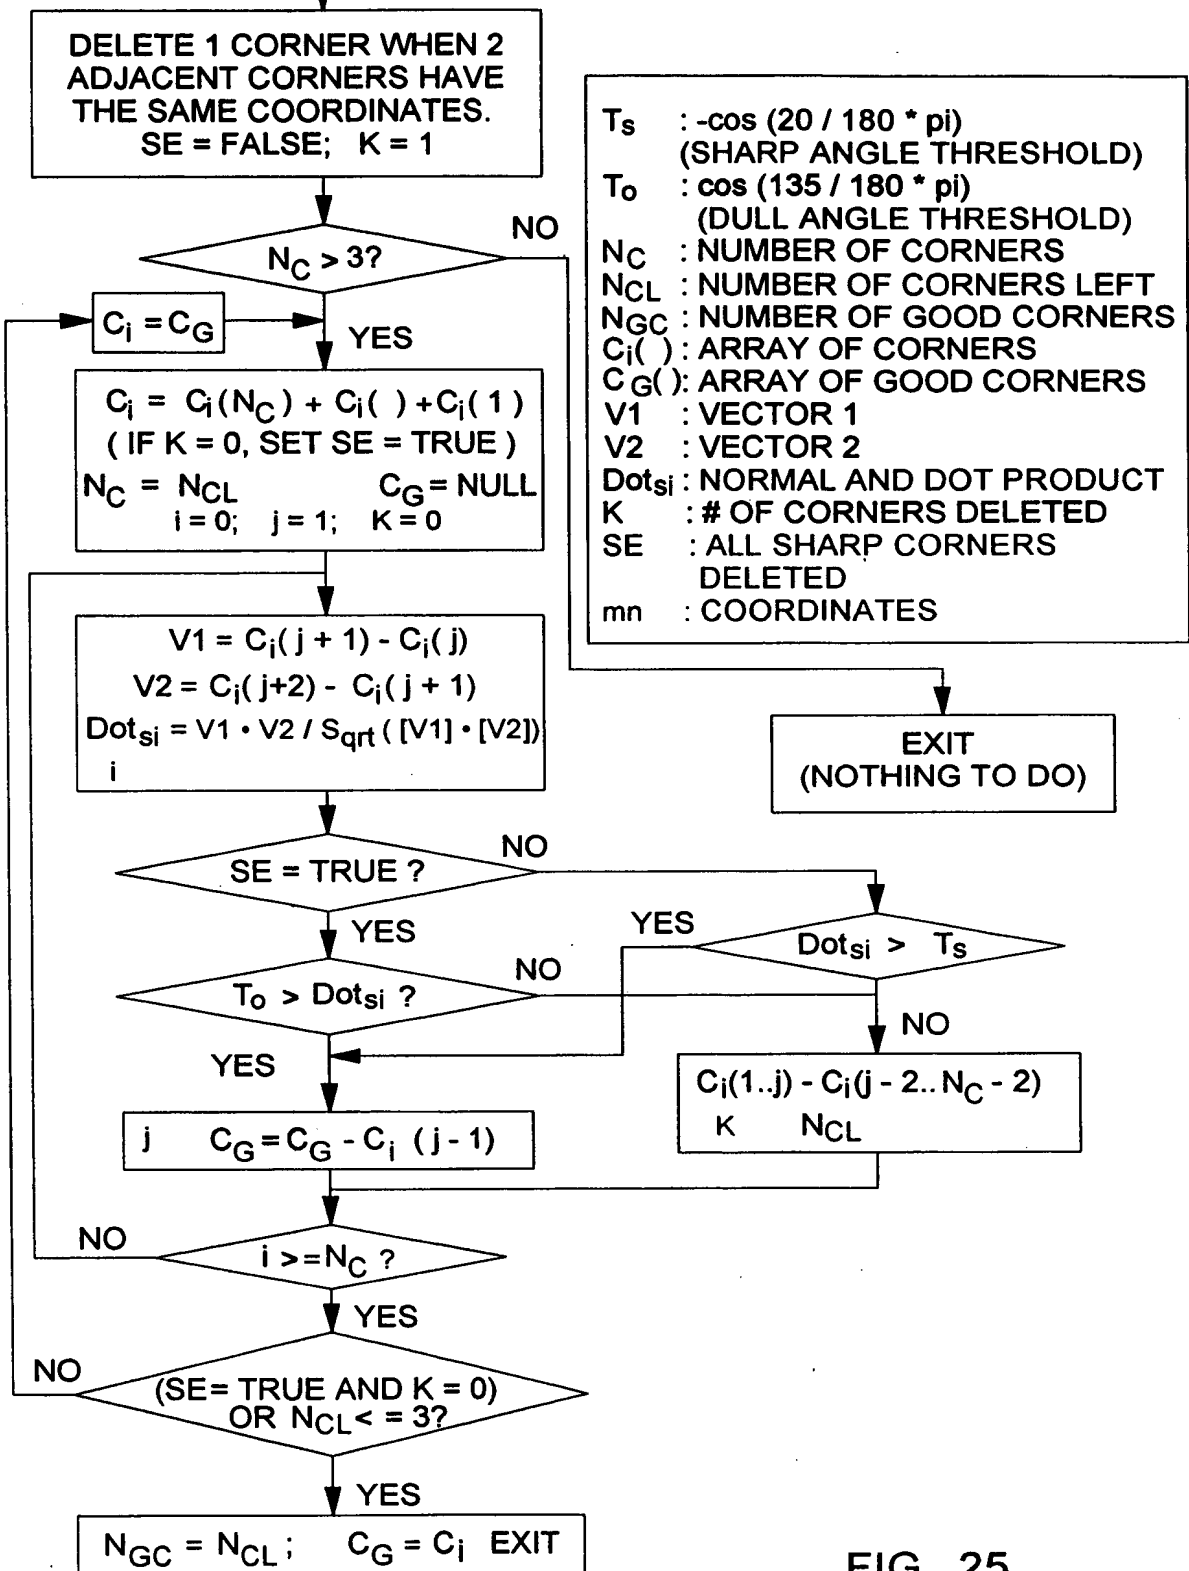 DELETE 1 CORNER WHEN 2
ADJACENT CORNERS HAVE
THE SAME COORDINATES.
SE = FALSE; K = 1
NC > 3?
NO
YES
Ci = CG
Ci = Ci(NC) + Ci( ) +Ci( 1 )
( IF K = 0, SET SE = TRUE )
NC = NCL CG = NULL
i = 0; j = 1; K = 0
V1 = Ci( j + 1) - Ci( j)
V2 = Ci( j+2) - Ci( j + 1)
Dotsi = V1 • V2 / Sqrt ( [V1] • [V2])
i
SE = TRUE ?
NO
YES
To > Dotsi ?
NO
YES
Dotsi > Ts
YES
NO
Ci(1..j) - Ci(j - 2.. NC - 2)
K NCL
j CG = CG - Ci ( j - 1)
i >= NC ?
NO
YES
(SE= TRUE AND K = 0)
OR NCL< = 3?
NO
YES
NGC = NCL ; CG = Ci EXIT
Ts : -cos (20 / 180 * pi)
(SHARP ANGLE THRESHOLD)
To : cos (135 / 180 * pi)
(DULL ANGLE THRESHOLD)
NC : NUMBER OF CORNERS
NCL : NUMBER OF CORNERS LEFT
NGC : NUMBER OF GOOD CORNERS
Ci( ) : ARRAY OF CORNERS
CG( ): ARRAY OF GOOD CORNERS
V1 : VECTOR 1
V2 : VECTOR 2
Dotsi : NORMAL AND DOT PRODUCT
K : # OF CORNERS DELETED
SE : ALL SHARP CORNERS
DELETED
mn : COORDINATES
EXIT
(NOTHING TO DO)
FIG. 25